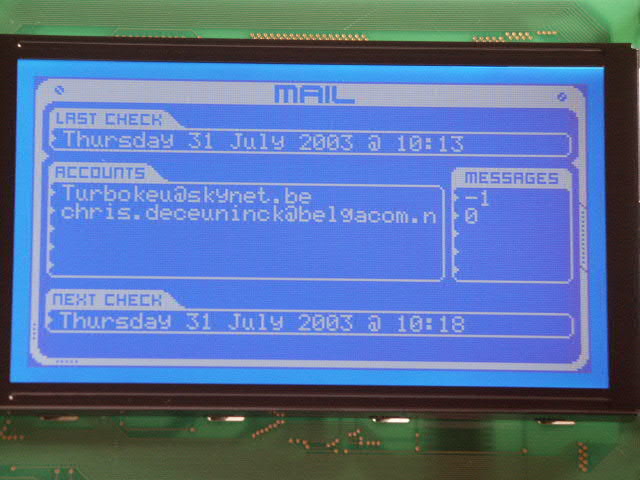 MAIL
LAST CHECK
Thursday 31 July 2003 @ 10:13
ACCOUNTS
Turbokeu@skynet.be
chris.deceuninck@belgacom.n
MESSAGES
-1
0
NEXT CHECK
Thursday 31 July 2003 @ 10:18